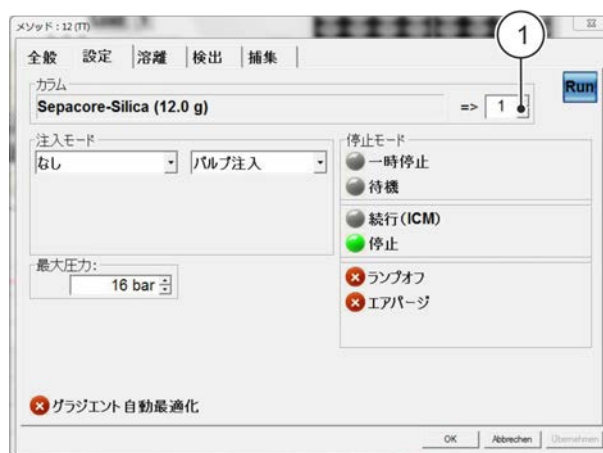 メソッド : 12 (TT)
1
全般 設定 溶離 検出 捕集
カラム
Sepacore-Silica (12.0 g) => 1
Run
注入モード
なし バルブ注入
停止モード
一時停止
待機
続行(ICM)
停止
最大圧力:
16 bar
ランプオフ
エアパージ
グラジエント自動最適化
OK Abbrechen Übernehmen